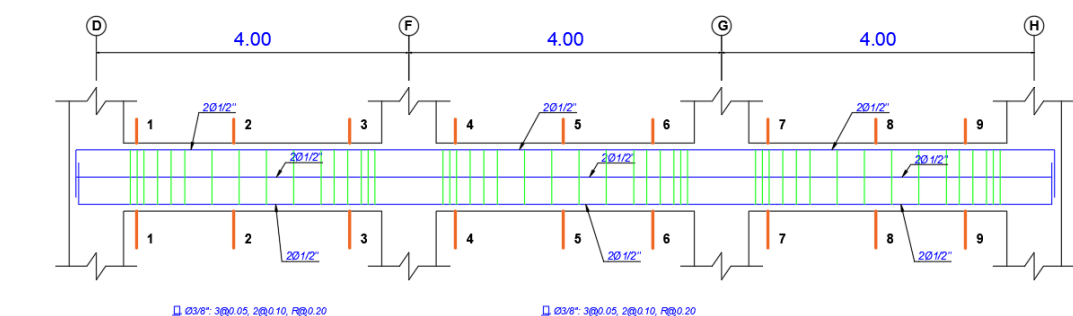 D F G H
4.00 4.00 4.00
2Ø1/2" 2Ø1/2" 2Ø1/2"
1 2 3 4 5 6 7 8 9
2Ø1/2" 2Ø1/2" 2Ø1/2"
1 2 3 4 5 6 7 8 9
2Ø1/2" 2Ø1/2" 2Ø1/2"
Ø3/8": 3@0.05, 2@0.10, R@0.20 Ø3/8": 3@0.05, 2@0.10, R@0.20